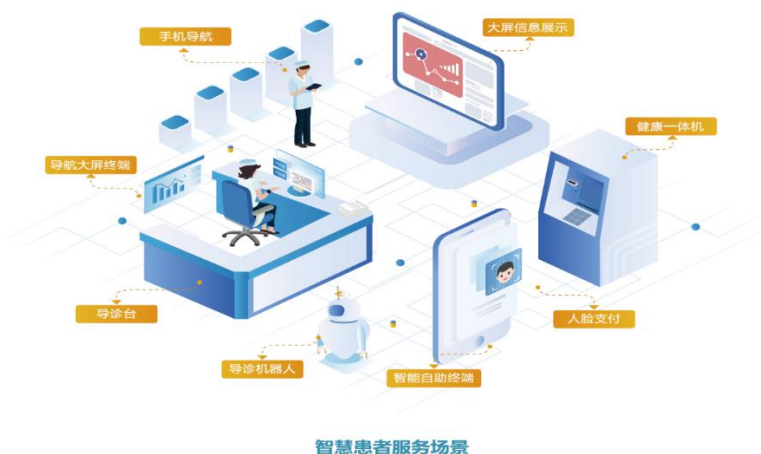 手机导航
大屏信息展示
健康一体机
导航大屏终端
导诊台
人脸支付
导诊机器人
智能自助终端
智慧患者服务场景